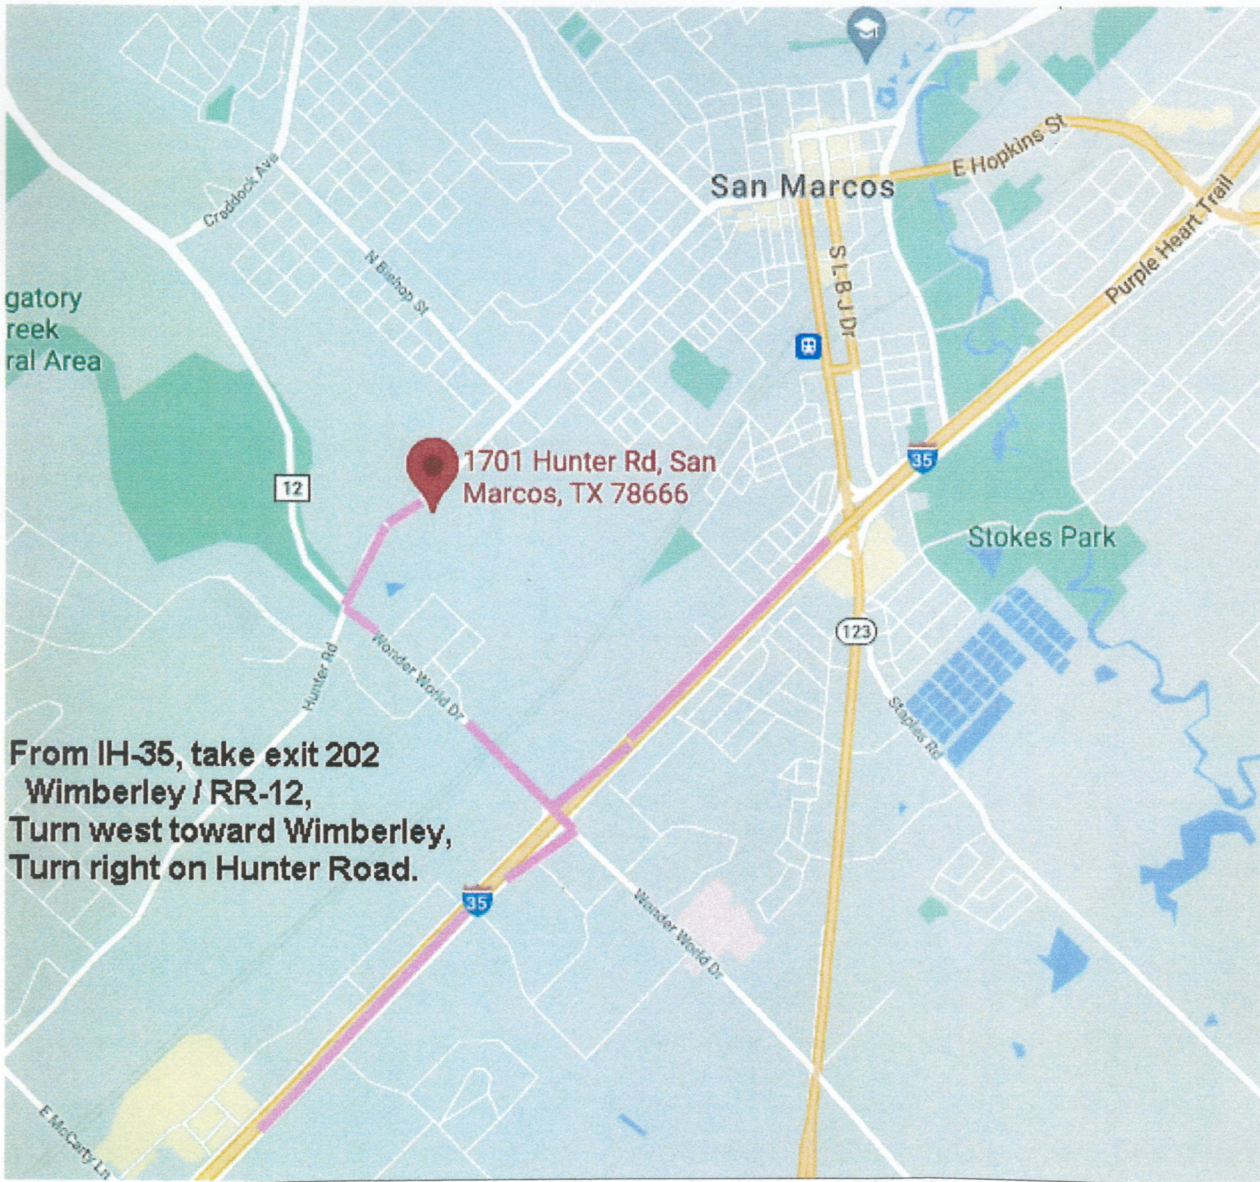 E Hopkins St
San Marcos
Craddock Ave
Purple Heart Trail
N Bishop St
S L B J Dr
gatory
reek
ral Area
35
1701 Hunter Rd, San
Marcos, TX 78666
12
Stokes Park
123
Hunter Rd
Wonder World Dr
Staples Rd
From IH-35, take exit 202
Wimberley / RR-12,
Turn west toward Wimberley,
Turn right on Hunter Road.
35
Wonder World Dr
E McCarty Ln